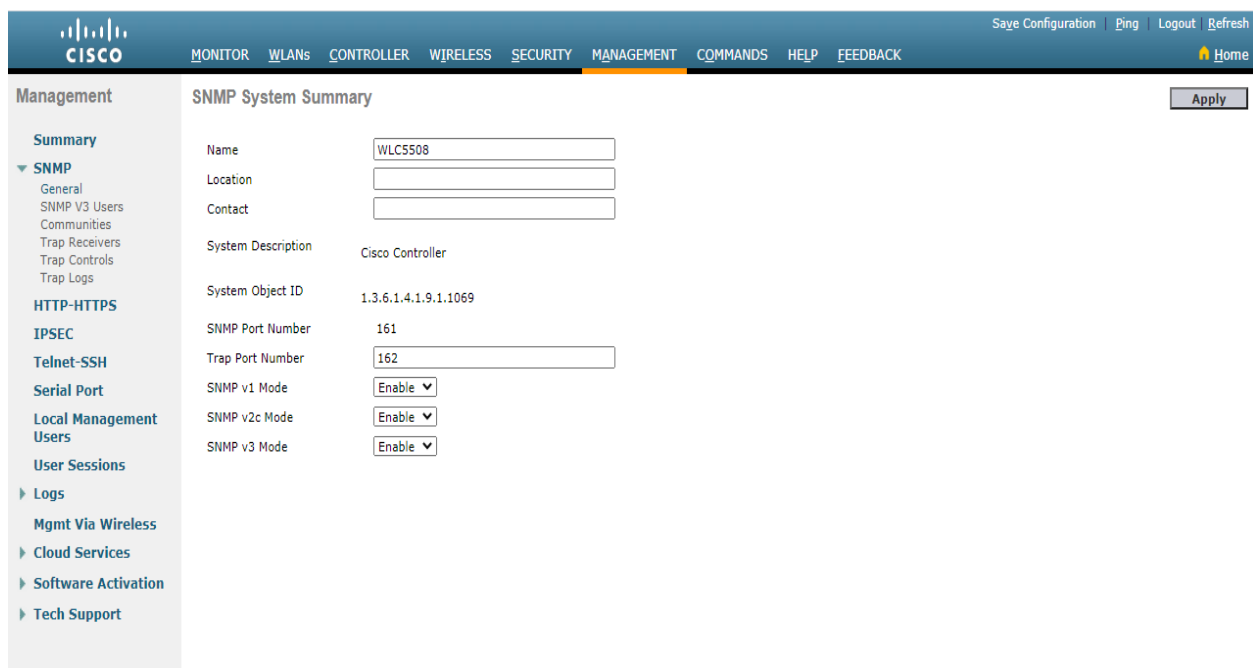 Save Configuration | Ping | Logout | Refresh
CISCO
MONITOR WLANs CONTROLLER WIRELESS SECURITY MANAGEMENT COMMANDS HELP FEEDBACK
Home
Management
Summary
SNMP
General
SNMP V3 Users
Communities
Trap Receivers
Trap Controls
Trap Logs
HTTP-HTTPS
IPSEC
Telnet-SSH
Serial Port
Local Management
Users
User Sessions
Logs
Mgmt Via Wireless
Cloud Services
Software Activation
Tech Support
SNMP System Summary
Apply
Name WLC5508
Location
Contact
System Description Cisco Controller
System Object ID 1.3.6.1.4.1.9.1.1069
SNMP Port Number 161
Trap Port Number 162
SNMP v1 Mode Enable
SNMP v2c Mode Enable
SNMP v3 Mode Enable